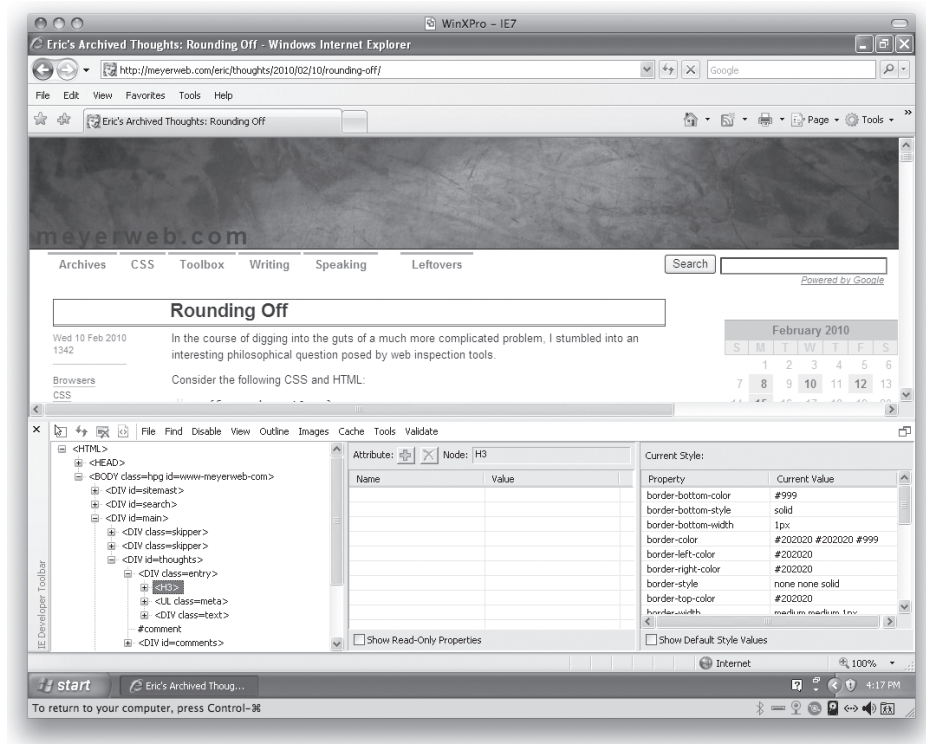 WinXPro – IE7
Eric's Archived Thoughts: Rounding Off - Windows Internet Explorer
http://meyerweb.com/eric/thoughts/2010/02/10/rounding-off/
Google
File Edit View Favorites Tools Help
Eric's Archived Thoughts: Rounding Off
Page Tools »
meyerweb.com
Archives CSS Toolbox Writing Speaking Leftovers
Search
Powered by Google
Rounding Off
Wed 10 Feb 2010
1342
In the course of digging into the guts of a much more complicated problem, I stumbled into an
interesting philosophical question posed by web inspection tools.
Consider the following CSS and HTML:
Browsers
CSS
February 2010
S M T W T F S
1 2 3 4 5 6
7 8 9 10 11 12 13
File Find Disable View Outline Images Cache Tools Validate
IE Developer Toolbar
<HTML>
<HEAD>
<BODY class=hpg id=www-meyerweb-com>
<DIV id=sitemast>
<DIV id=search>
<DIV id=main>
<DIV class=skipper>
<DIV class=skipper>
<DIV id=thoughts>
<DIV class=entry>
<H3>
<UL class=meta>
<DIV class=text>
#comment
<DIV id=comments>
Attribute: Node: H3
Name Value
Show Read-Only Properties
Current Style:
Property Current Value
border-bottom-color #999
border-bottom-style solid
border-bottom-width 1px
border-color #202020 #202020 #999
border-left-color #202020
border-right-color #202020
border-style none none solid
border-top-color #202020
border-width medium medium 1px
Show Default Style Values
Internet 100%
start Eric's Archived Thoug... 4:17 PM
To return to your computer, press Control-⌘